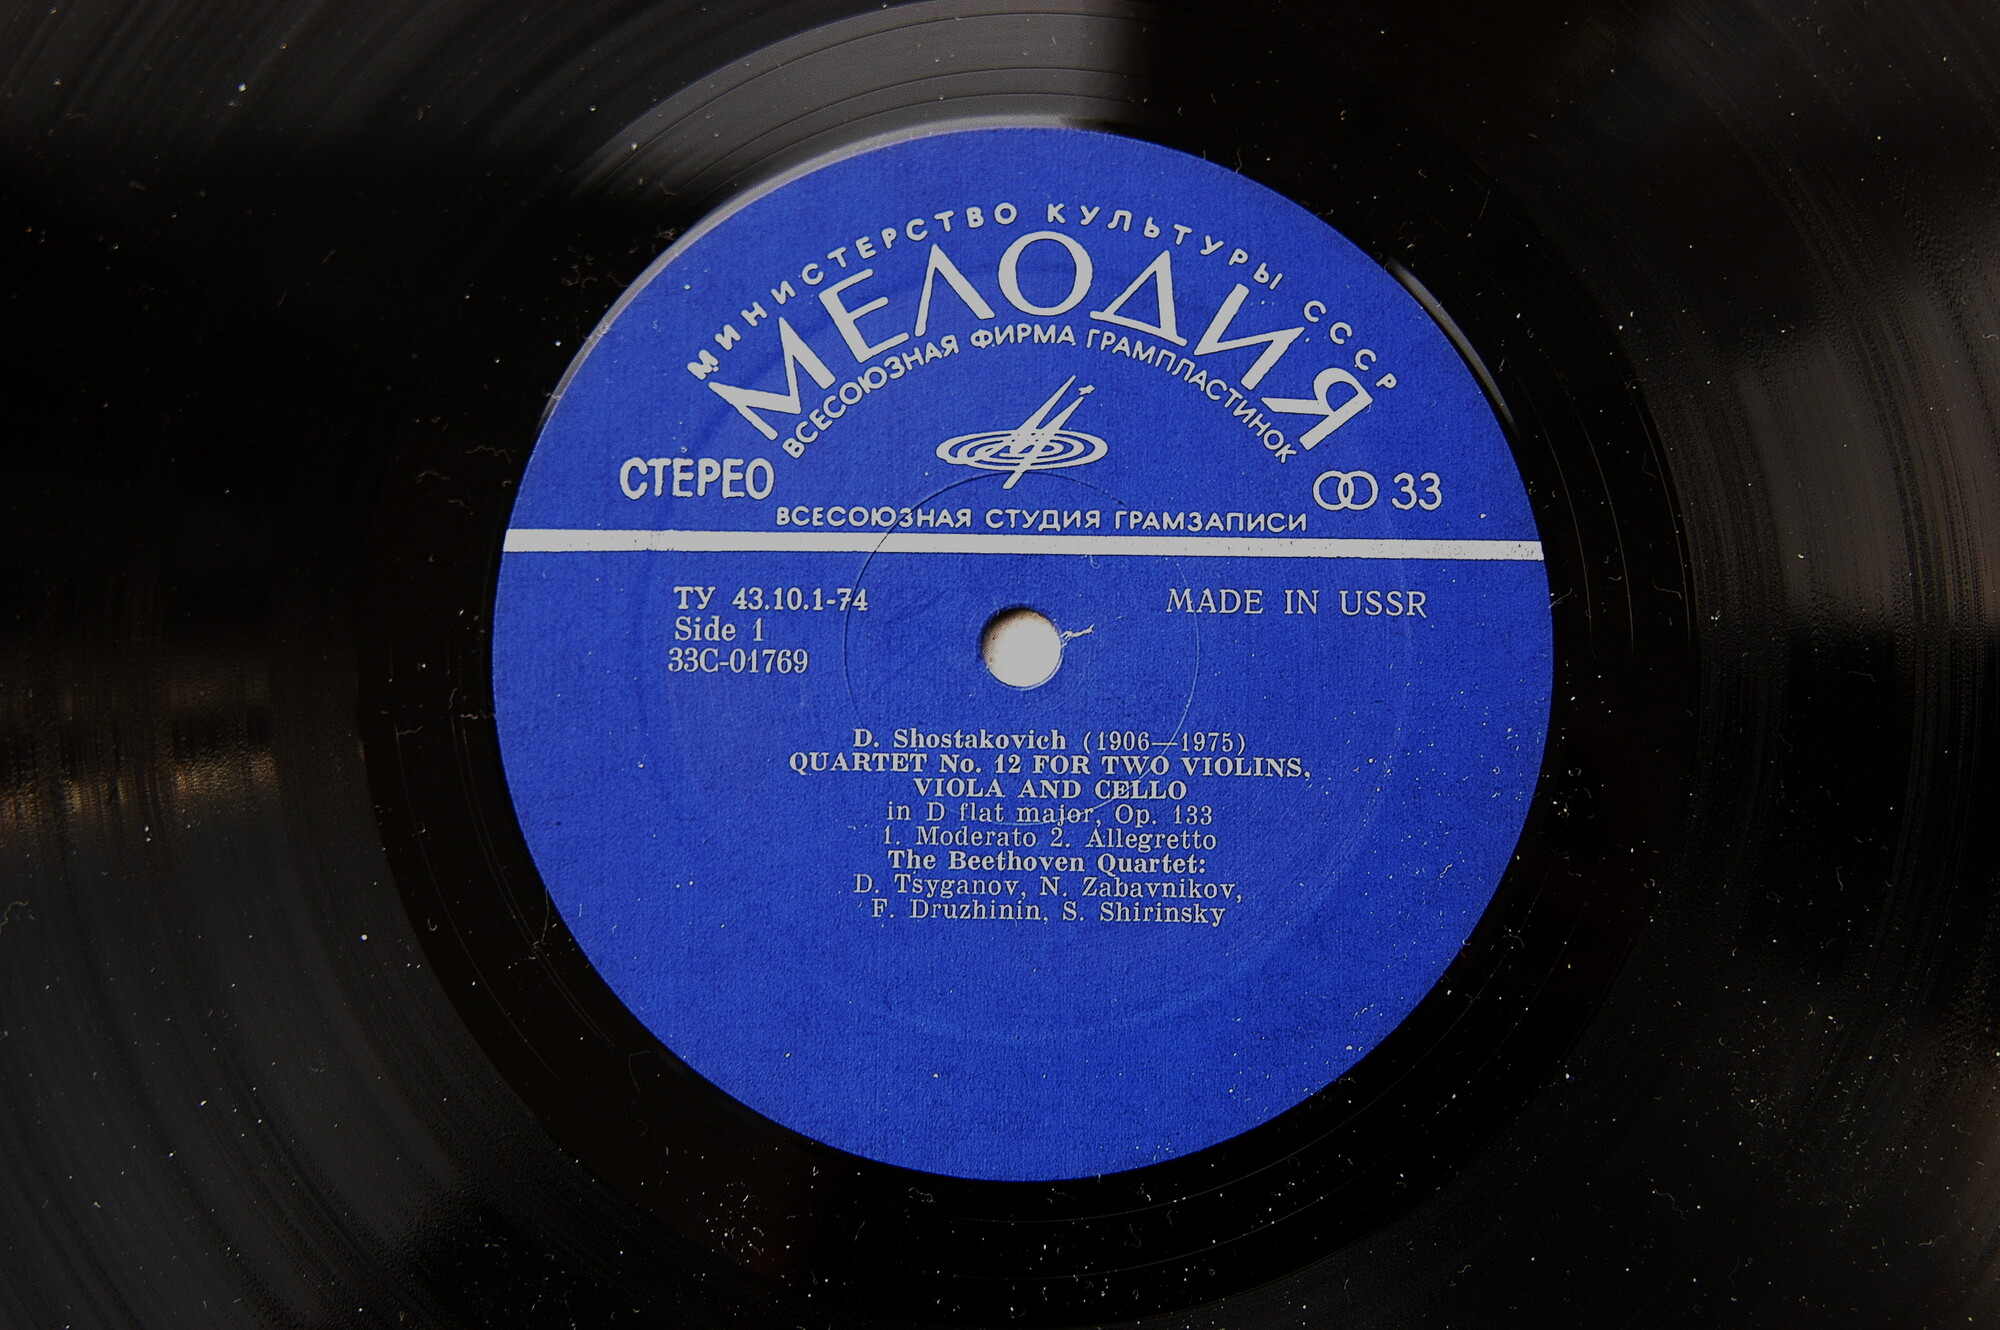 МИНИСТЕРСТВО КУЛЬТУРЫ СССР
МЕЛОДИЯ
ВСЕСОЮЗНАЯ ФИРМА ГРАМПЛАСТИНОК
СТЕРЕО
33
ВСЕСОЮЗНАЯ СТУДИЯ ГРАМЗАПИСИ
ТУ 43.10.1-74
MADE IN USSR
Side 1
33С-01769
D. Shostakovich (1906—1975)
QUARTET No. 12 FOR TWO VIOLINS,
VIOLA AND CELLO
in D flat major, Op. 133
1. Moderato 2. Allegretto
The Beethoven Quartet:
D. Tsyganov, N. Zabavnikov,
F. Druzhinin, S. Shirinsky